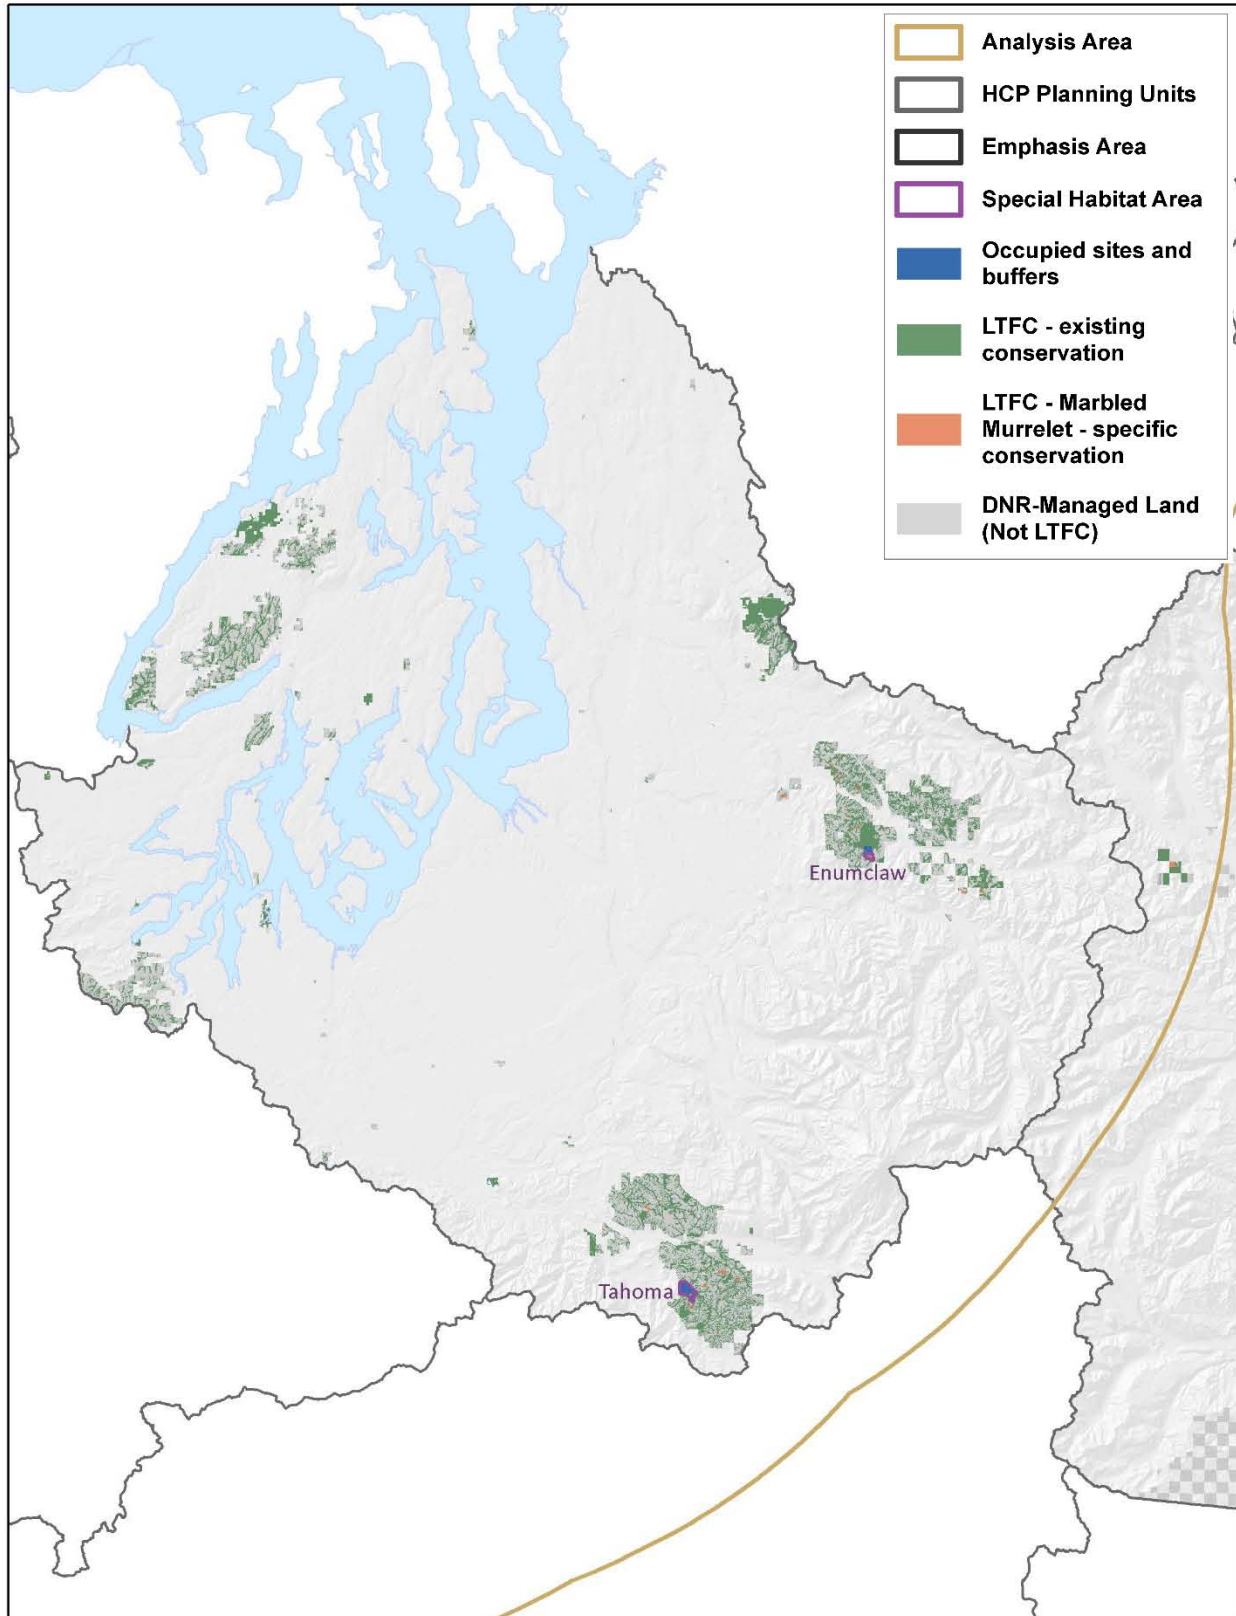 Analysis Area
HCP Planning Units
Emphasis Area
Special Habitat Area
Occupied sites and
buffers
LTFC - existing
conservation
LTFC - Marbled
Murrelet - specific
conservation
DNR-Managed Land
(Not LTFC)
Enumclaw
Tahoma